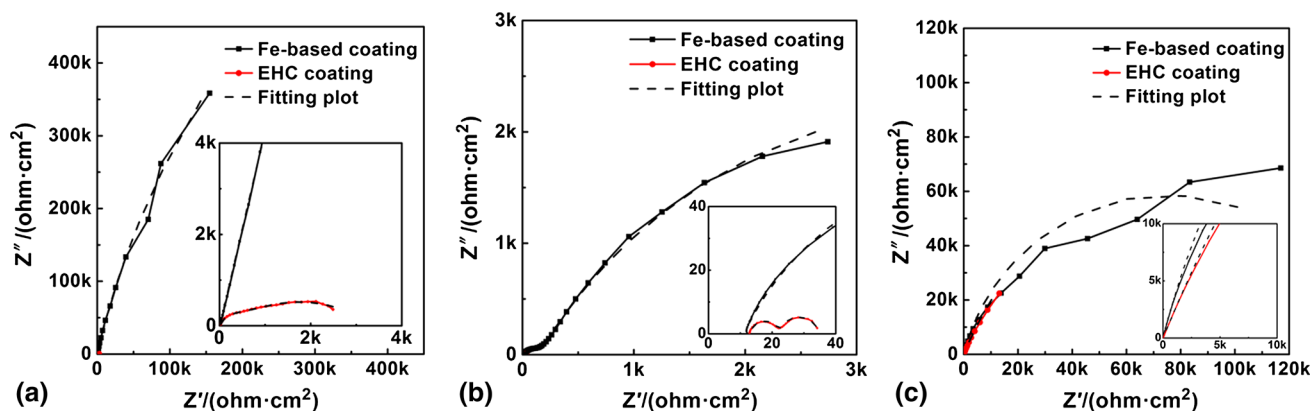 400k
300k
200k
100k
0
0
100k
200k
300k
400k
Z″/(ohm·cm²)
Z′/(ohm·cm²)
Fe-based coating
EHC coating
Fitting plot
4k
2k
0
0
2k
4k
(a)
3k
2k
1k
0
0
1k
2k
3k
Z″/(ohm·cm²)
Z′/(ohm·cm²)
Fe-based coating
EHC coating
Fitting plot
40
20
0
20
40
(b)
120k
100k
80k
60k
40k
20k
0
0
20k
40k
60k
80k
100k
120k
Z″/(ohm·cm²)
Z′/(ohm·cm²)
Fe-based coating
EHC coating
Fitting plot
10k
5k
0
0
5k
10k
(c)